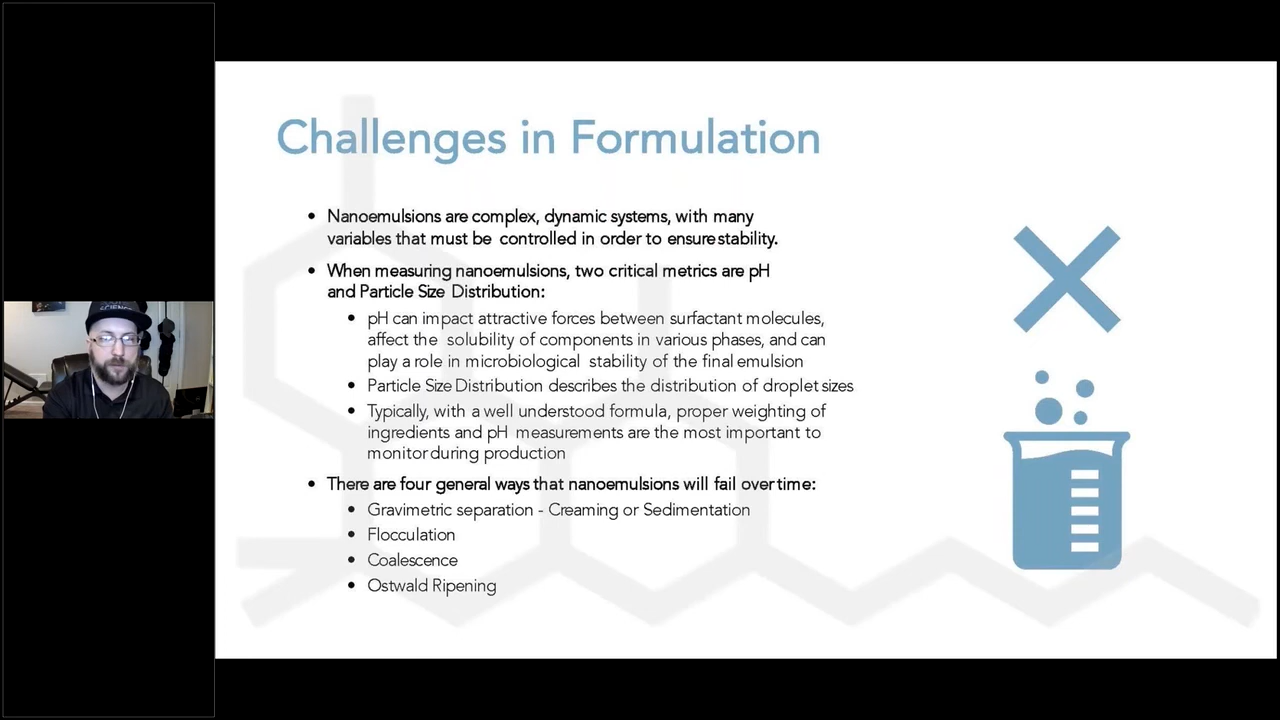 Challenges in Formulation
• Nanoemulsions are complex, dynamic systems, with many
variables that must be controlled in order to ensure stability.
• When measuring nanoemulsions, two critical metrics are pH
and Particle Size Distribution:
• pH can impact attractive forces between surfactant molecules,
affect the solubility of components in various phases, and can
play a role in microbiological stability of the final emulsion
• Particle Size Distribution describes the distribution of droplet sizes
• Typically, with a well understood formula, proper weighting of
ingredients and pH measurements are the most important to
monitor during production
• There are four general ways that nanoemulsions will fail over time:
• Gravimetric separation - Creaming or Sedimentation
• Flocculation
• Coalescence
• Ostwald Ripening
SCIENCE